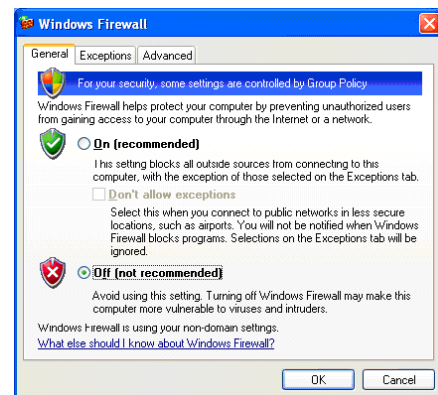 Windows Firewall
General Exceptions Advanced
For your security, some settings are controlled by Group Policy
Windows Firewall helps protect your computer by preventing unauthorized users
from gaining access to your computer through the Internet or a network.
On (recommended)
This setting blocks all outside sources from connecting to this
computer, with the exception of those selected on the Exceptions tab.
Don't allow exceptions
Select this when you connect to public networks in less secure
locations, such as airports. You will not be notified when Windows
Firewall blocks programs. Selections on the Exceptions tab will be
ignored.
Off (not recommended)
Avoid using this setting. Turning off Windows Firewall may make this
computer more vulnerable to viruses and intruders.
Windows Firewall is using your non-domain settings.
What else should I know about Windows Firewall?
OK Cancel